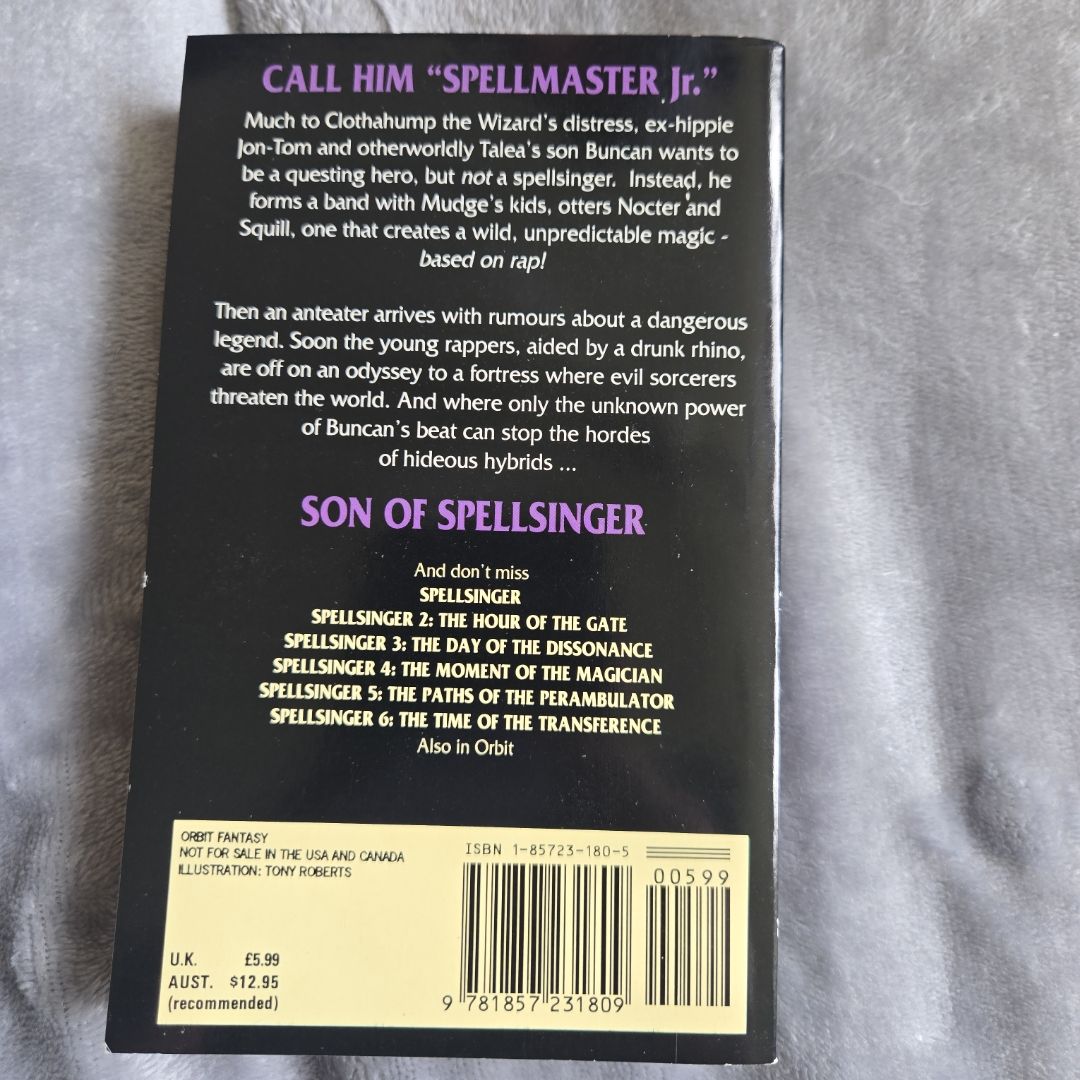 CALL HIM "SPELLMASTER Jr."
Much to Clothahump the Wizard's distress, ex-hippie
Jon-Tom and otherworldly Talea's son Buncan wants to
be a questing hero, but not a spellsinger. Instead, he
forms a band with Mudge's kids, otters Nocter and
Squill, one that creates a wild, unpredictable magic -
based on rap!
Then an anteater arrives with rumours about a dangerous
legend. Soon the young rappers, aided by a drunk rhino,
are off on an odyssey to a fortress where evil sorcerers
threaten the world. And where only the unknown power
of Buncan's beat can stop the hordes
of hideous hybrids ...
SON OF SPELLSINGER
And don't miss
SPELLSINGER
SPELLSINGER 2: THE HOUR OF THE GATE
SPELLSINGER 3: THE DAY OF THE DISSONANCE
SPELLSINGER 4: THE MOMENT OF THE MAGICIAN
SPELLSINGER 5: THE PATHS OF THE PERAMBULATOR
SPELLSINGER 6: THE TIME OF THE TRANSFERENCE
Also in Orbit
ORBIT FANTASY
NOT FOR SALE IN THE USA AND CANADA
ILLUSTRATION: TONY ROBERTS
U.K. £5.99
AUST. $12.95
(recommended)
ISBN 1-85723-180-5
00599
9 781857 231809